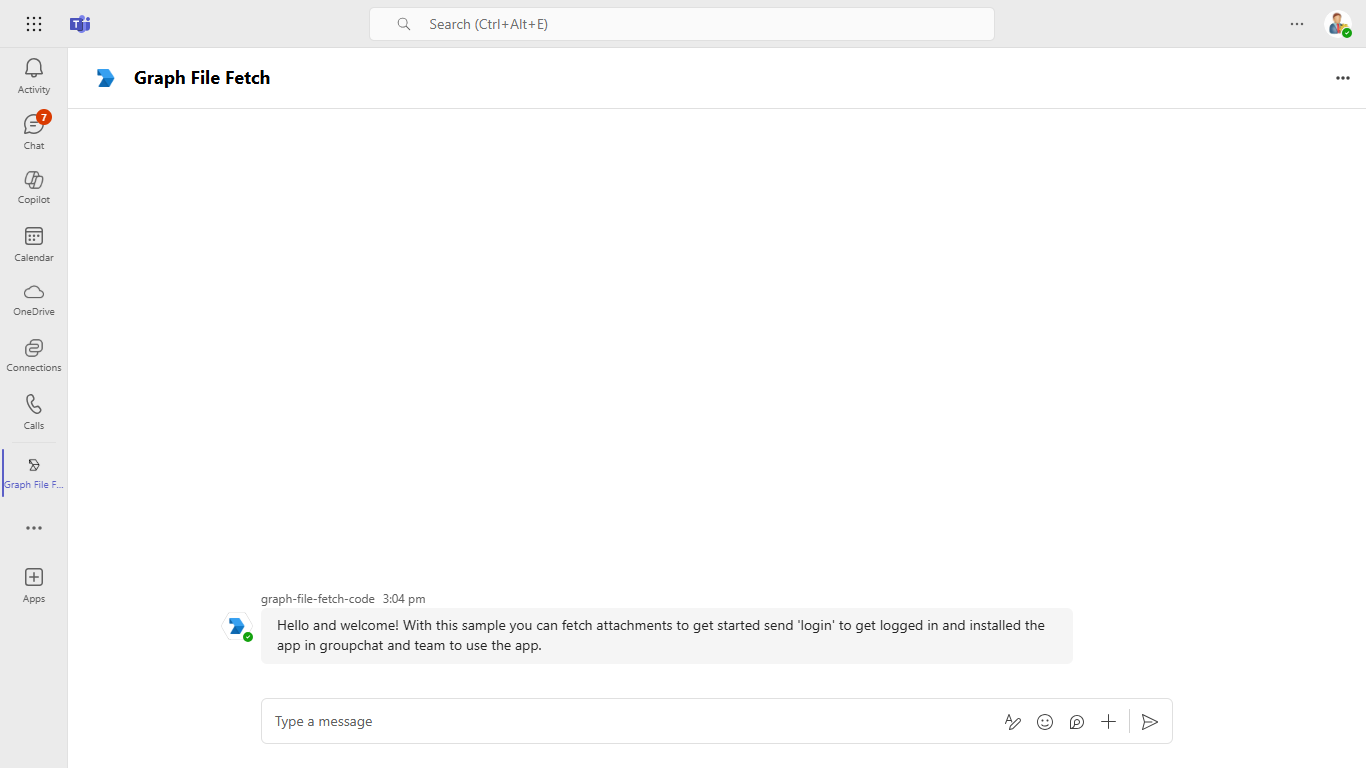 Search (Ctrl+Alt+E)
Activity
7
Chat
Copilot
Calendar
OneDrive
Connections
Calls
Graph File F...
Apps
Graph File Fetch
graph-file-fetch-code 3:04 pm
Hello and welcome! With this sample you can fetch attachments to get started send 'login' to get logged in and installed the
app in groupchat and team to use the app.
Type a message